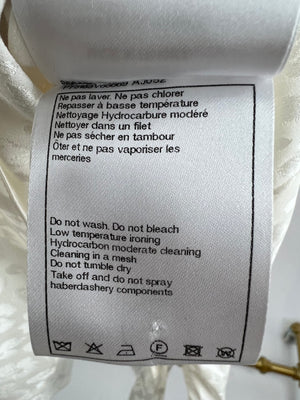 Ne pas laver. Ne pas chlorer
Repasser à basse température
Nettoyage Hydrocarbure modéré
Nettoyer dans un filet
Ne pas sécher en tambour
Ôter et ne pas vaporiser les
merceries
Do not wash. Do not bleach
Low temperature ironing
Hydrocarbon moderate cleaning
Cleaning in a mesh
Do not tumble dry
Take off and do not spray
haberdashery components
F